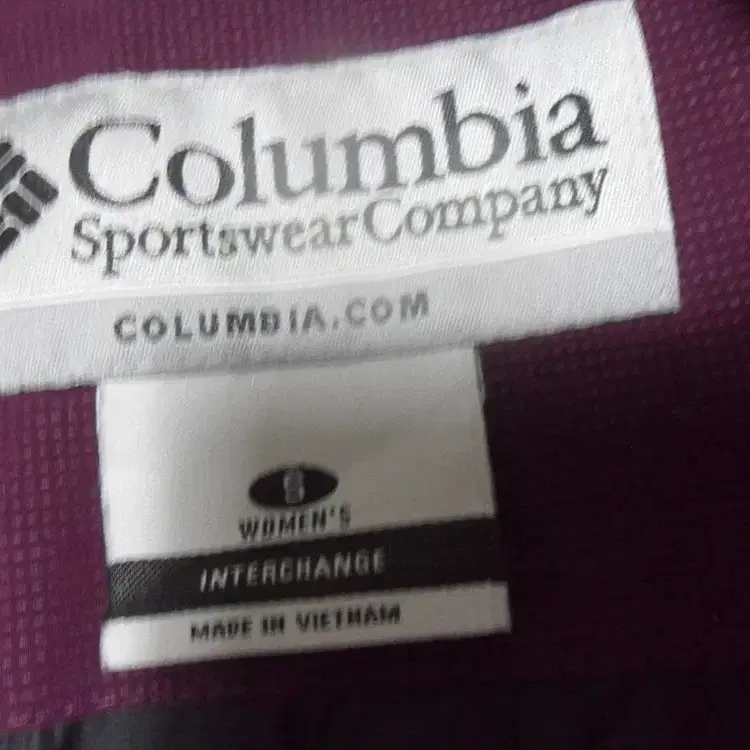 Columbia
Sportswear Company
COLUMBIA.COM
S
WOMEN'S
INTERCHANGE
MADE IN VIETNAM